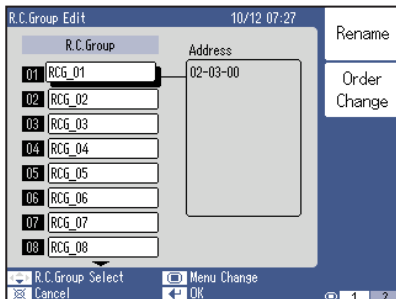 R.C.Group Edit 10/12 07:27
Rename
R.C.Group
Address
01 RCG_01
02-03-00
Order
Change
02 RCG_02
03 RCG_03
04 RCG_04
05 RCG_05
06 RCG_06
07 RCG_07
08 RCG_08
R.C.Group Select Menu Change
Cancel OK 1 2